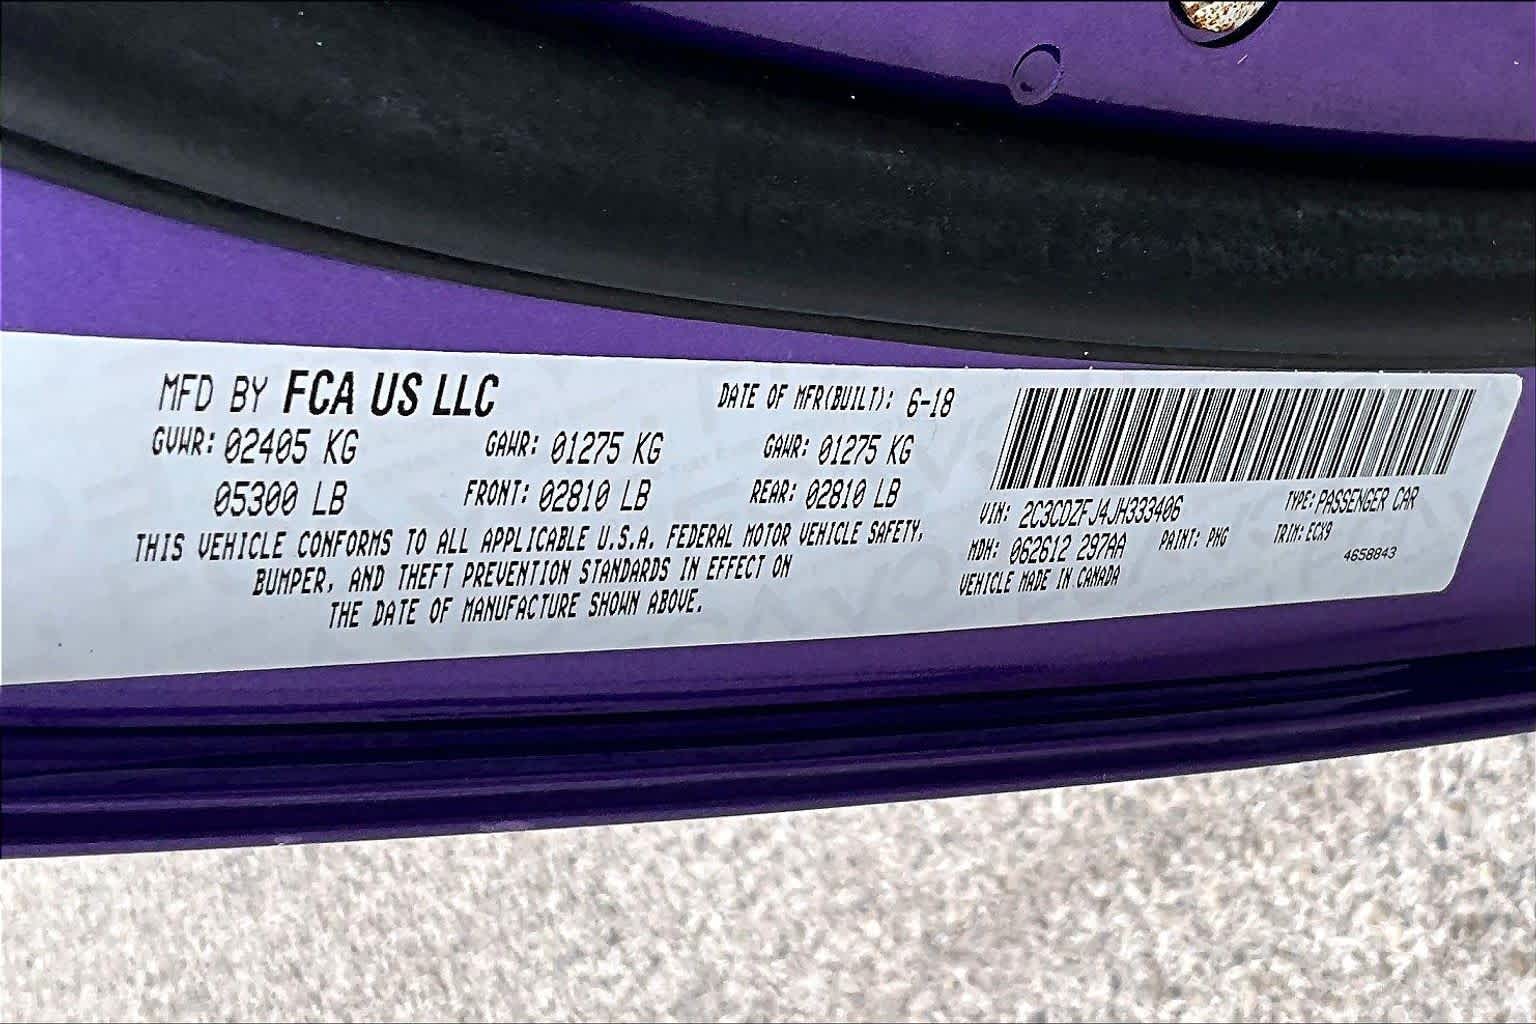 MFD BY FCA US LLC
DATE OF MFR(BUILT): 6-18
GVWR: 02405 KG
GAWR: 01275 KG
GAWR: 01275 KG
05300 LB
FRONT: 02810 LB
REAR: 02810 LB
THIS VEHICLE CONFORMS TO ALL APPLICABLE U.S.A. FEDERAL MOTOR VEHICLE SAFETY,
BUMPER, AND THEFT PREVENTION STANDARDS IN EFFECT ON
THE DATE OF MANUFACTURE SHOWN ABOVE.
VIN: 2C3CDZFJ4JH333406
TYPE: PASSENGER CAR
MDH: 062612 297AA
PAINT: PHG
TRIM: ECX9
VEHICLE MADE IN CANADA
4658843